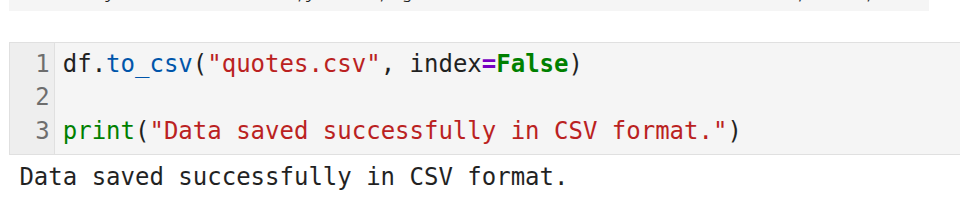 1 df.to_csv("quotes.csv", index=False)
2
3 print("Data saved successfully in CSV format.")
Data saved successfully in CSV format.